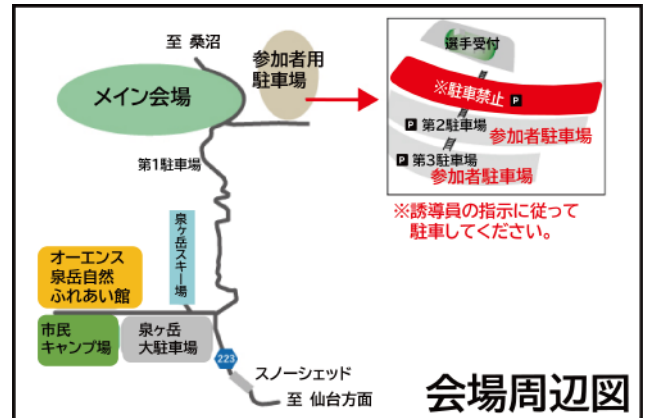 至 桑沼
参加者用
駐車場
メイン会場
第1駐車場
選手受付
※駐車禁止 P
P 第2駐車場
参加者駐車場
P 第3駐車場
参加者駐車場
※誘導員の指示に従って
駐車してください。
泉ヶ岳スキー場
オーエンス
泉岳自然
ふれあい館
市民
キャンプ場
泉ヶ岳
大駐車場
223
スノーシェッド
至 仙台方面
会場周辺図